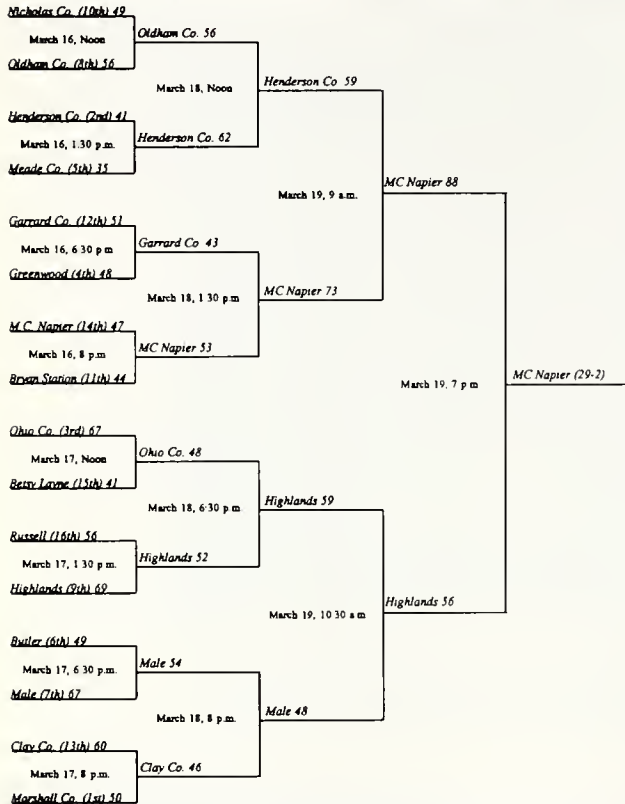 Nicholas Co. (10th) 49
March 16, Noon
Oldham Co. (8th) 56
Oldham Co. 56
March 18, Noon
Henderson Co. (2nd) 41
March 16, 1:30 p.m.
Meade Co. (5th) 35
Henderson Co. 62
Henderson Co 59
March 19, 9 a.m.
Garrard Co. (12th) 51
March 16, 6:30 p.m
Greenwood (4th) 48
Garrard Co 43
March 18, 1:30 p.m.
M.C. Napier (14th) 47
March 16, 8 p.m
Bryan Station (11th) 44
MC Napier 53
MC Napier 73
MC Napier 88
March 19, 7 p m
MC Napier (29-2)
Ohio Co. (3rd) 67
March 17, Noon
Betsy Layne (15th) 41
Ohio Co. 48
March 18, 6:30 p.m.
Russell (16th) 56
March 17, 1:30 p.m.
Highlands (9th) 69
Highlands 52
Highlands 59
March 19, 10:30 a m
Butler (6th) 49
March 17, 6:30 p.m.
Male (7th) 67
Male 54
March 18, 8 p.m.
Clay Co. (13th) 60
March 17, 8 p.m.
Marshall Co. (1st) 50
Clay Co. 46
Male 48
Highlands 56